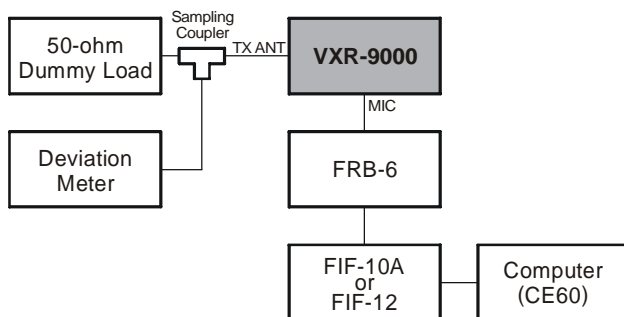 Sampling
Coupler
50-ohm
Dummy Load
TX ANT
VXR-9000
MIC
Deviation
Meter
FRB-6
FIF-10A
or
FIF-12
Computer
(CE60)